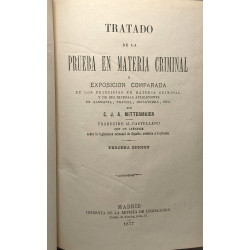 TRATADO
DE LA
PRUEBA EN MATERIA CRIMINAL
Ó
EXPOSICION COMPARADA
DE LOS PRINCIPIOS EN MATERIA CRIMINAL
Y DE SUS DIVERSAS APLICACIONES
EN ALEMANIA, FRANCIA, INGLATERRA, ETC.
POR
C. J. A. MITTERMAIER
TRADUCIDO AL CASTELLANO
CON UN APÉNDICE
sobre la legislacion criminal de España,
TERCERA EDICION
MADRID
IMPRENTA DE LA REVISTA DE LEGISLACION
1877